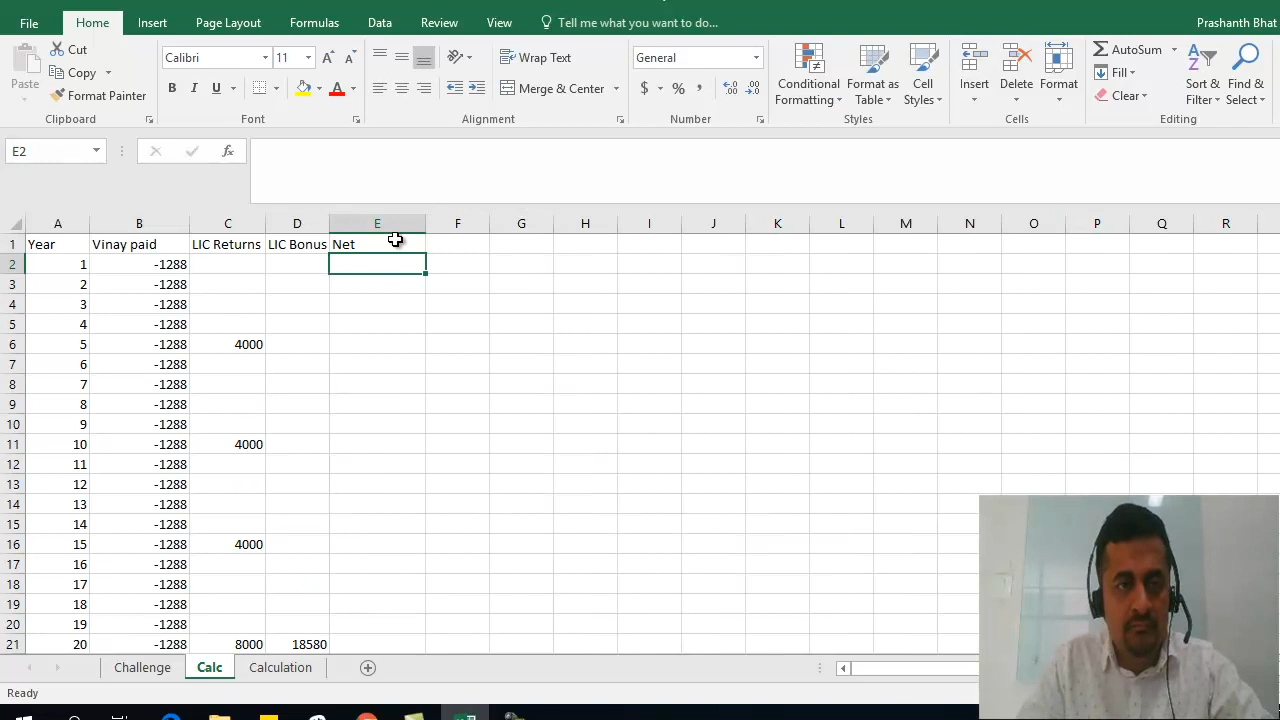 File Home Insert Page Layout Formulas Data Review View Tell me what you want to do... Prashanth Bhat
Cut
Copy
Format Painter
Paste
Clipboard
Calibri 11
B I U
Font
Wrap Text
Merge & Center
Alignment
General
$ % ,
Number
Conditional Formatting
Format as Table
Cell Styles
Styles
Insert Delete Format
Cells
AutoSum
Fill
Clear
Sort & Filter
Find & Select
Editing
E2
fx
A B C D E F G H I J K L M N O P Q R
1 Year Vinay paid LIC Returns LIC Bonus Net
2 1 -1288
3 2 -1288
4 3 -1288
5 4 -1288
6 5 -1288 4000
7 6 -1288
8 7 -1288
9 8 -1288
10 9 -1288
11 10 -1288 4000
12 11 -1288
13 12 -1288
14 13 -1288
15 14 -1288
16 15 -1288 4000
17 16 -1288
18 17 -1288
19 18 -1288
20 19 -1288
21 20 -1288 8000 18580
Challenge Calc Calculation
Ready